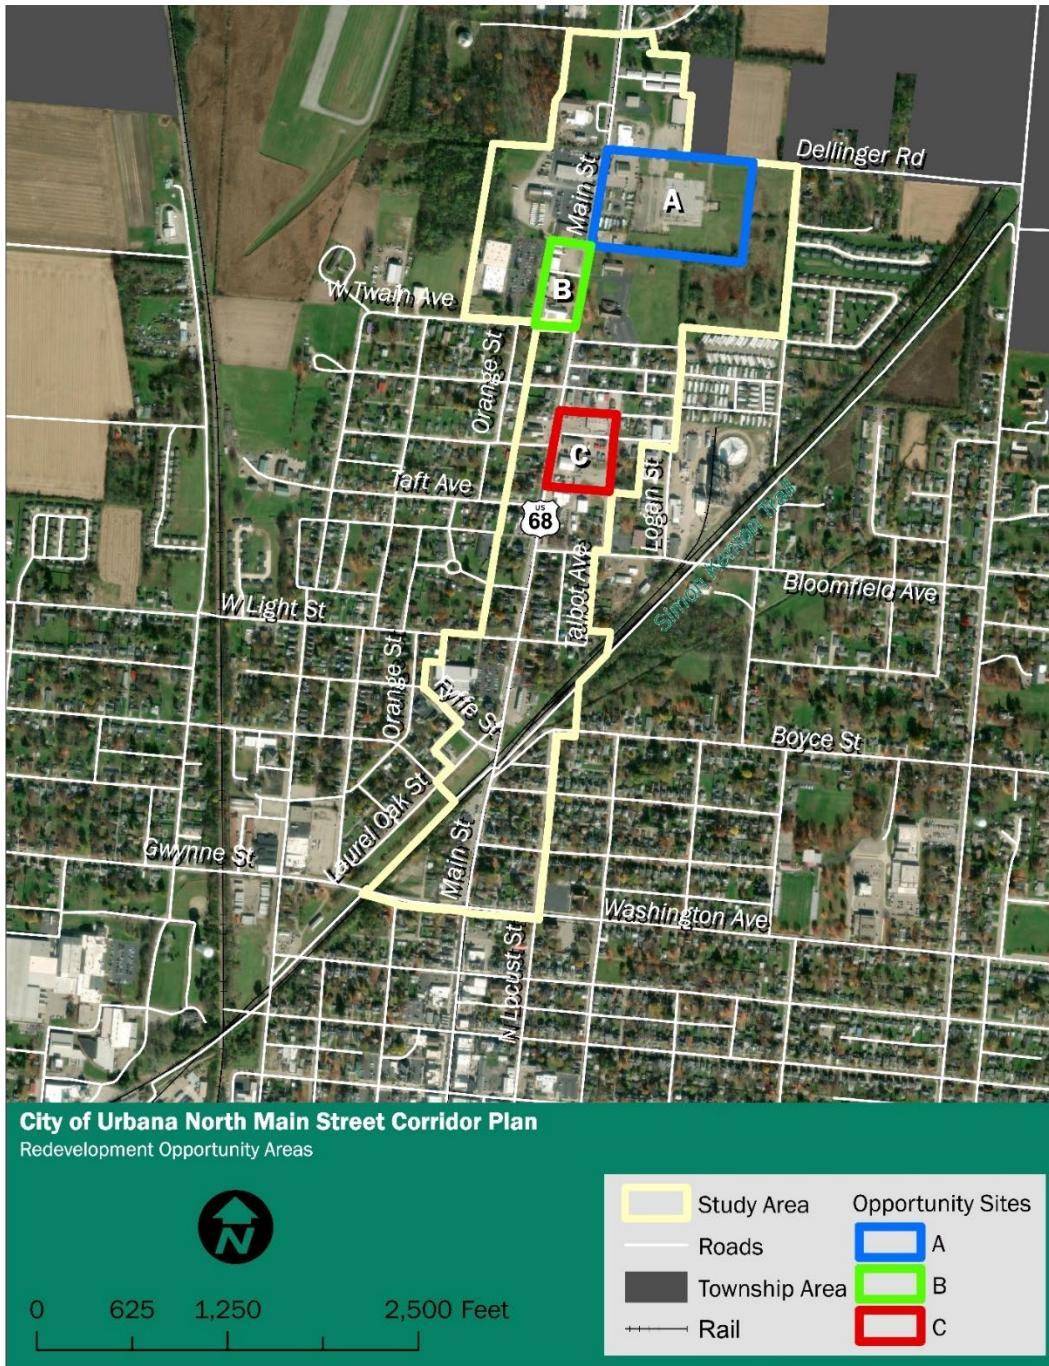 Dellinger Rd
Main St
A
B
W Twain Ave
Orange St
C
Taft Ave
US
68
Logan St
Simon Kenton Trail
Bloomfield Ave
W Light St
Talbot Ave
Orange St
Fyffe St
Boyce St
Laurel Oak St
Main St
Gwynne St
Washington Ave
N Locust St
City of Urbana North Main Street Corridor Plan
Redevelopment Opportunity Areas
N
0 625 1,250 2,500 Feet
Study Area
Roads
Township Area
Rail
Opportunity Sites
A
B
C